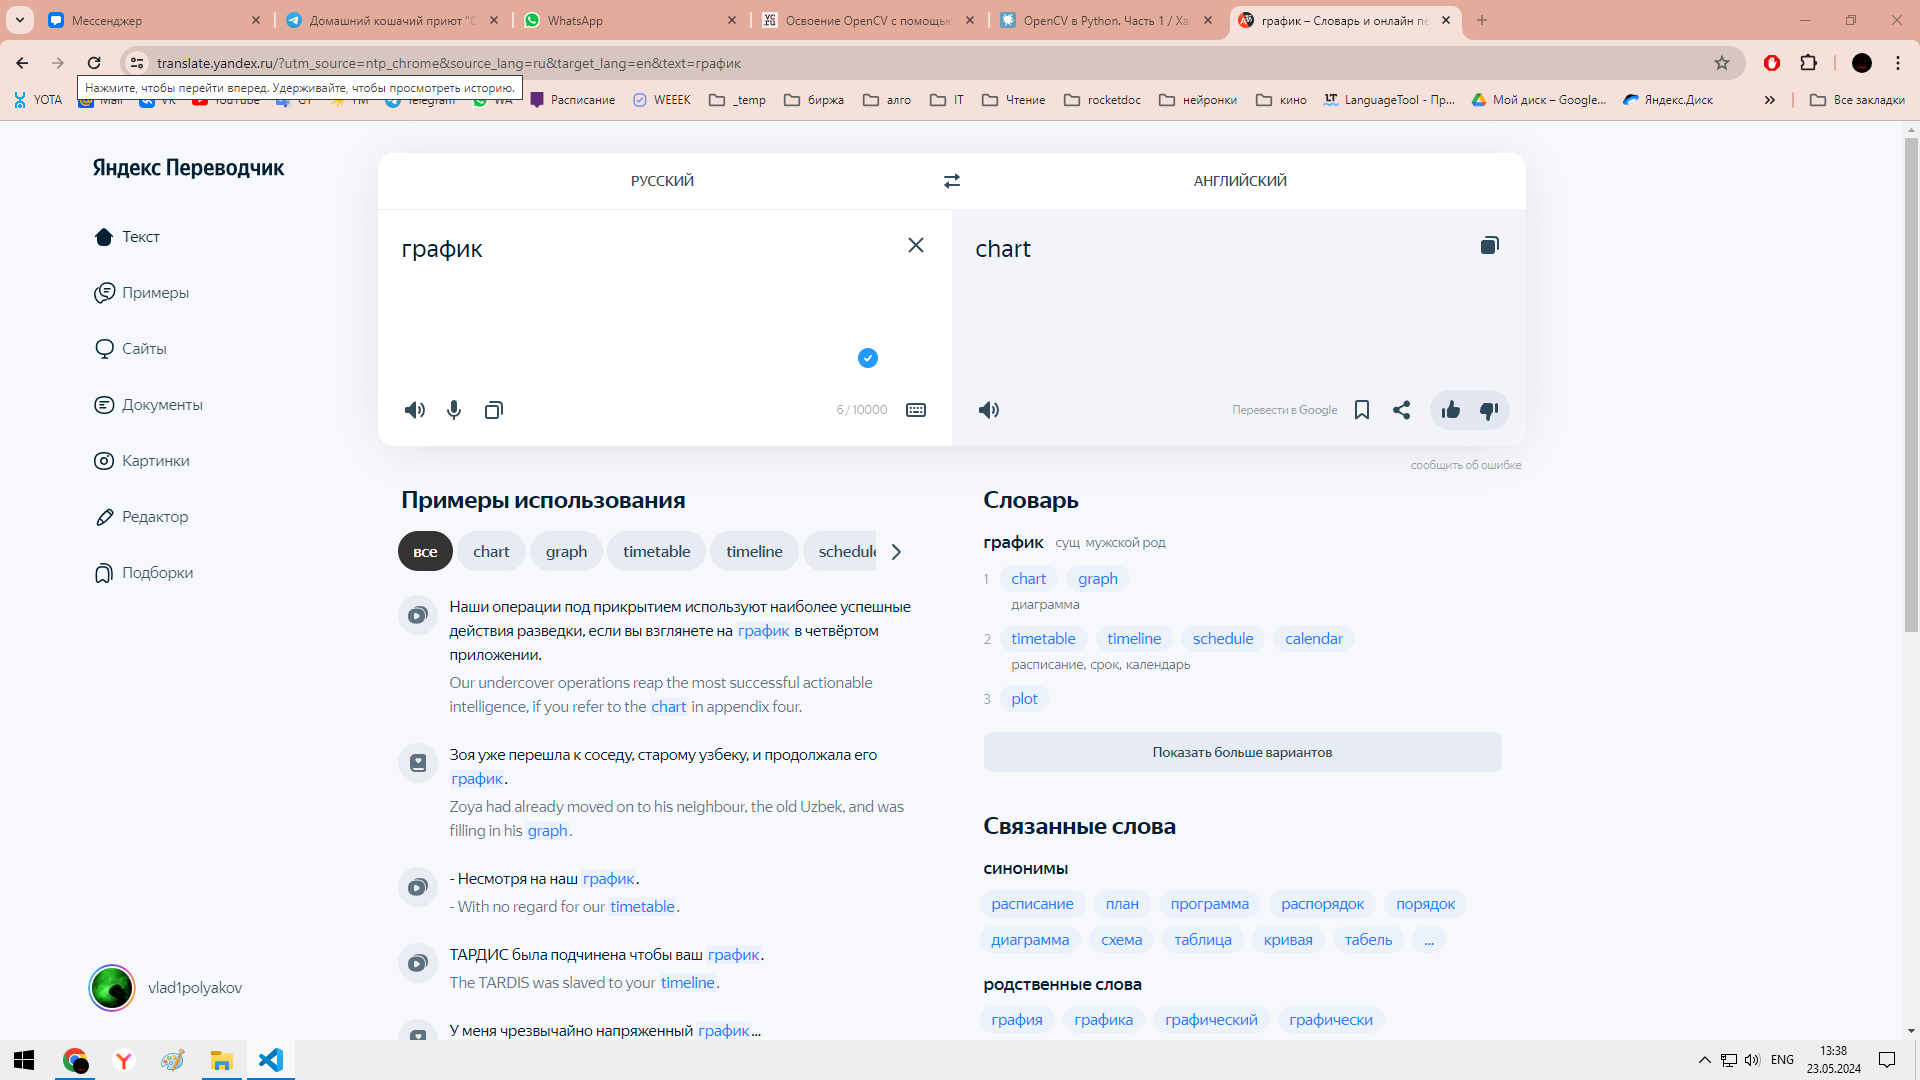 Мессенджер
Домашний кошачий приют "С
WhatsApp
Освоение OpenCV с помощью
OpenCV в Python. Часть 1 / Ха
график – Словарь и онлайн пе
translate.yandex.ru/?utm_source=ntp_chrome&source_lang=ru&target_lang=en&text=график
Нажмите, чтобы перейти вперед. Удерживайте, чтобы просмотреть историю.
YOTA
Mail
VK
YouTube
GT
YM
Telegram
WA
Расписание
WEEEK
_temp
биржа
алго
IT
Чтение
rocketdoc
нейронки
кино
LanguageTool - Пр...
Мой диск – Google...
Яндекс.Диск
Все закладки
Яндекс Переводчик
Текст
Примеры
Сайты
Документы
Картинки
Редактор
Подборки
vlad1polyakov
РУССКИЙ
АНГЛИЙСКИЙ
график
chart
6 / 10000
Перевести в Google
сообщить об ошибке
Примеры использования
все
chart
graph
timetable
timeline
schedule
Наши операции под прикрытием используют наиболее успешные
действия разведки, если вы взглянете на график в четвёртом
приложении.
Our undercover operations reap the most successful actionable
intelligence, if you refer to the chart in appendix four.
Зоя уже перешла к соседу, старому узбеку, и продолжала его
график.
Zoya had already moved on to his neighbour, the old Uzbek, and was
filling in his graph.
- Несмотря на наш график.
- With no regard for our timetable.
ТАРДИС была подчинена чтобы ваш график.
The TARDIS was slaved to your timeline.
У меня чрезвычайно напряженный график...
Словарь
график сущ мужской род
1 chart graph
диаграмма
2 timetable timeline schedule calendar
расписание, срок, календарь
3 plot
Показать больше вариантов
Связанные слова
синонимы
расписание план программа распорядок порядок
диаграмма схема таблица кривая табель ...
родственные слова
графия графика графический графически
ENG
13:38
23.05.2024